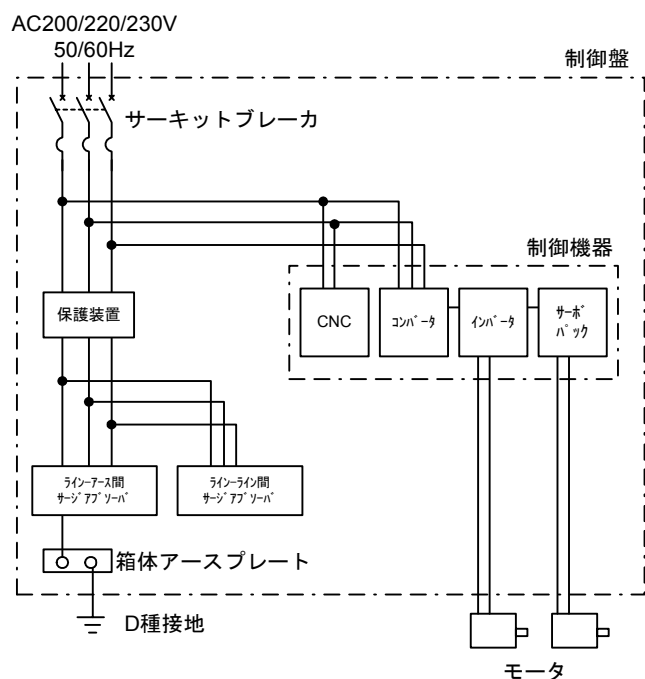 AC200/220/230V
50/60Hz
制御盤
サーキットブレーカ
制御機器
保護装置
CNC
ｺﾝﾊﾞｰﾀ
ｲﾝﾊﾞｰﾀ
ｻｰﾎﾞ
ﾊﾟｯｸ
ﾗｲﾝｰｱｰｽ間
ｻｰｼﾞｱﾌﾞｿｰﾊﾞ
ﾗｲﾝｰﾗｲﾝ間
ｻｰｼﾞｱﾌﾞｿｰﾊﾞ
箱体アースプレート
D種接地
モータ